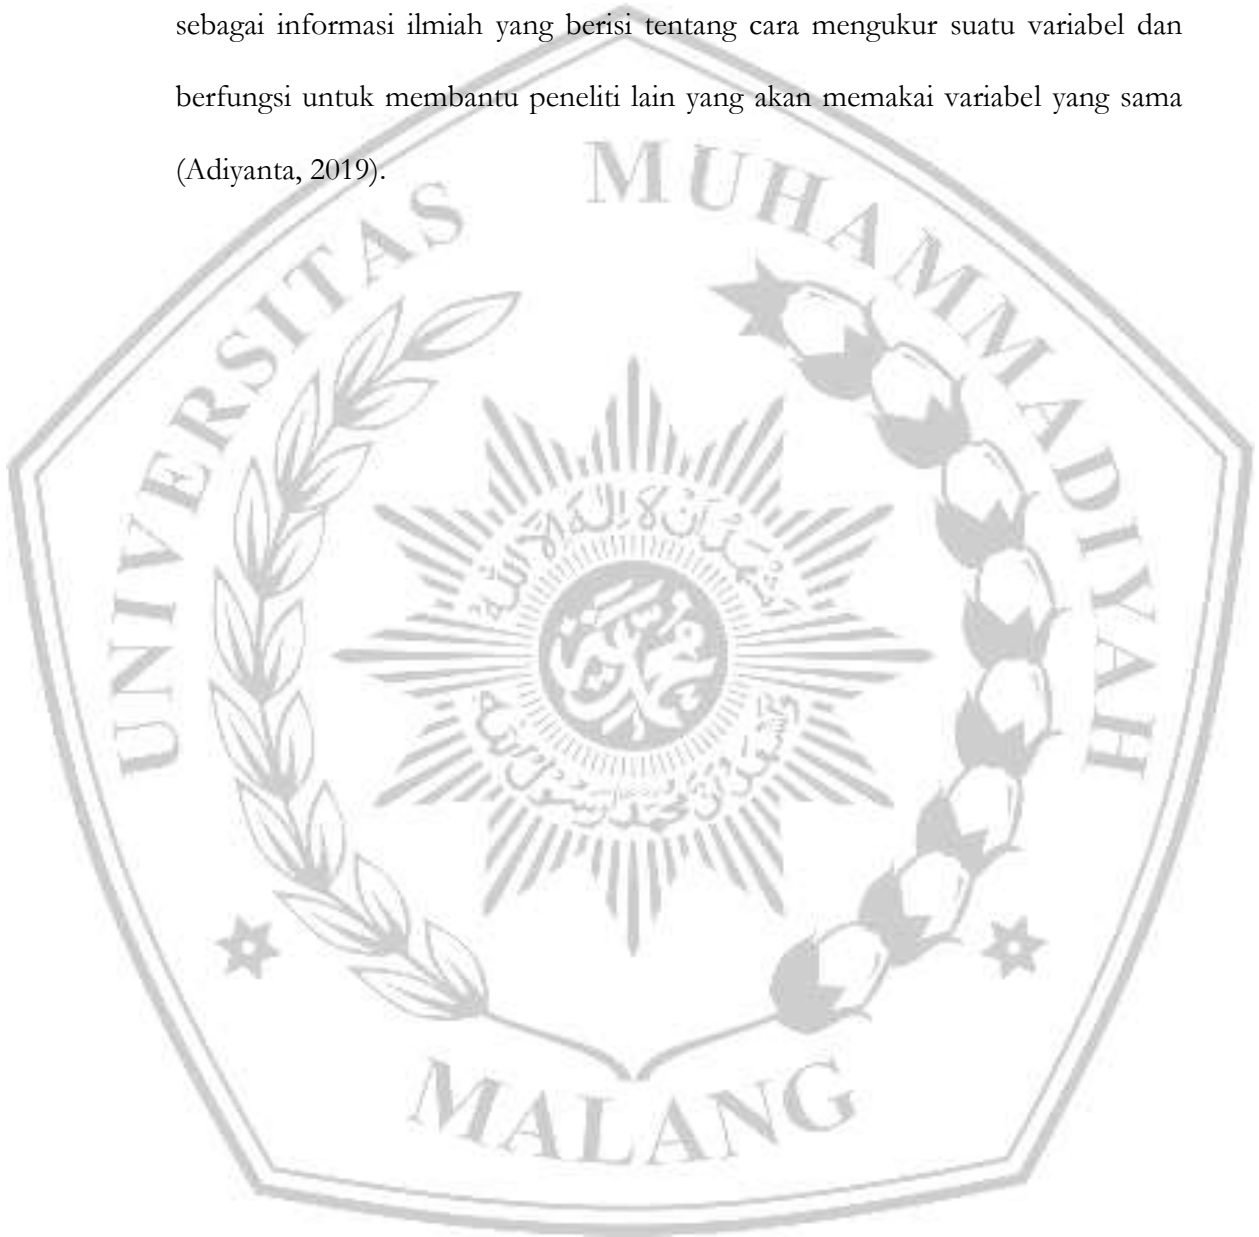 sebagai informasi ilmiah yang berisi tentang cara mengukur suatu variabel dan
berfungsi untuk membantu peneliti lain yang akan memakai variabel yang sama
(Adiyanta, 2019).
UNIVERSITAS MUHAMMADIYAH
MALANG